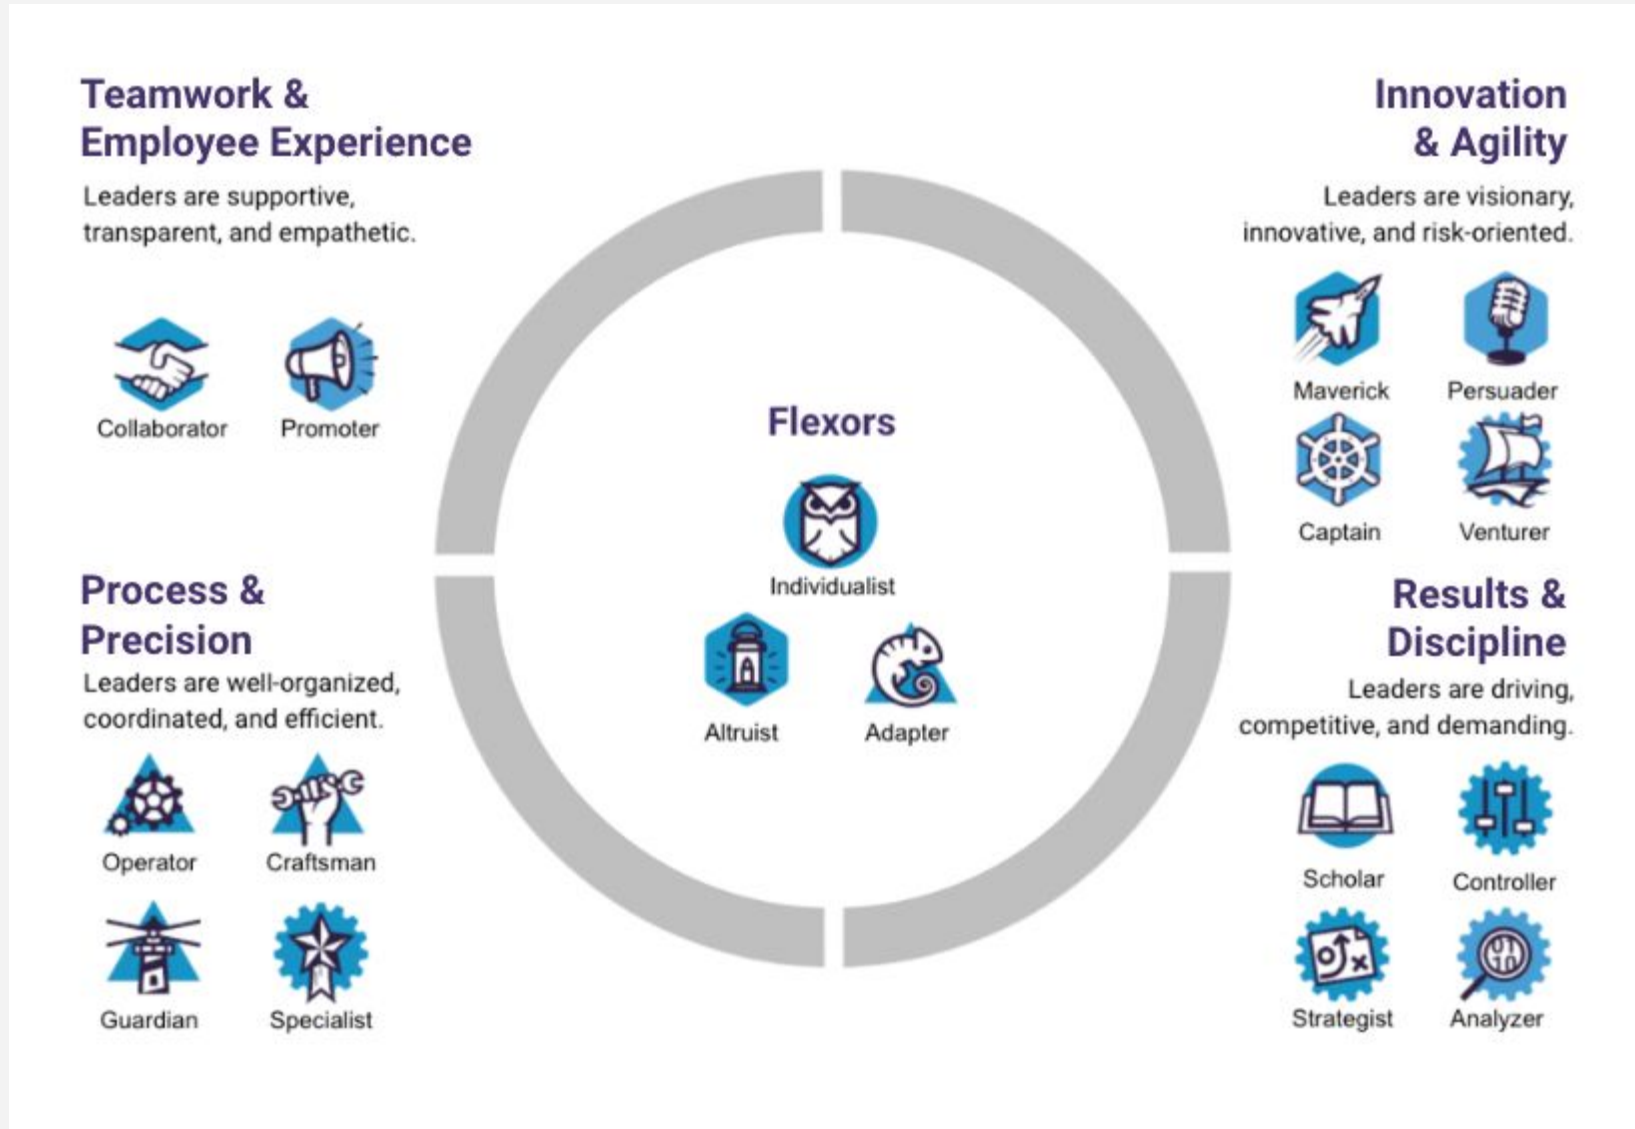 Teamwork &
Employee Experience
Leaders are supportive,
transparent, and empathetic.
Collaborator Promoter
Innovation
& Agility
Leaders are visionary,
innovative, and risk-oriented.
Maverick Persuader
Captain Venturer
Flexors
Individualist
Altruist Adapter
Process &
Precision
Leaders are well-organized,
coordinated, and efficient.
Operator Craftsman
Guardian Specialist
Results &
Discipline
Leaders are driving,
competitive, and demanding.
Scholar Controller
Strategist Analyzer